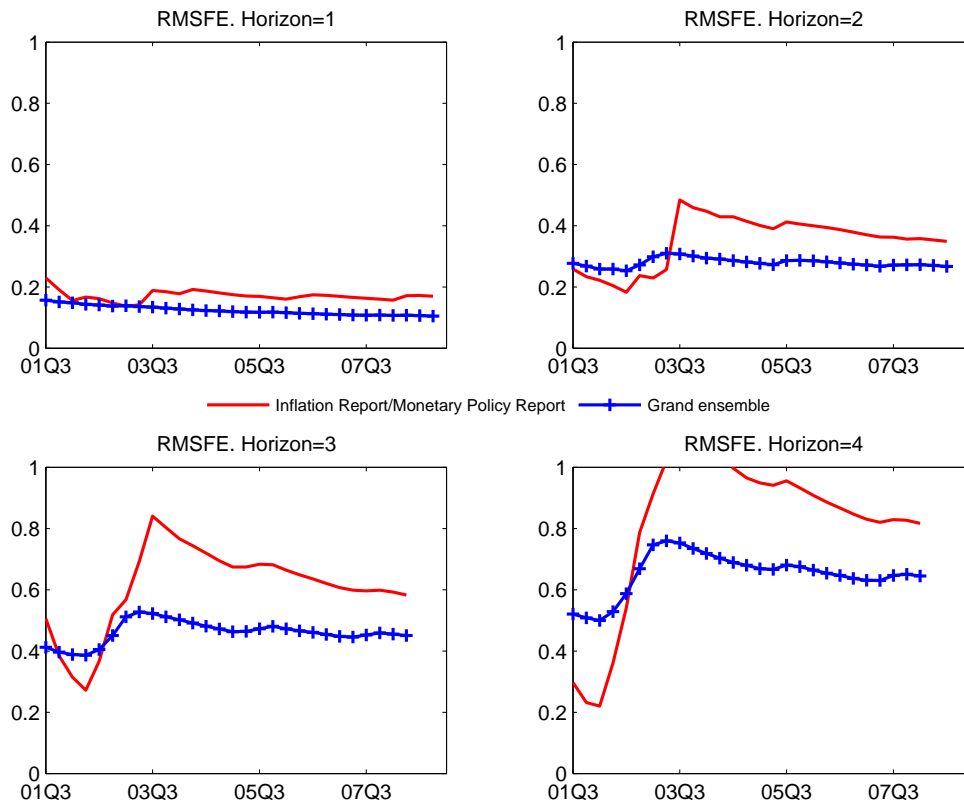 RMSFE. Horizon=1
RMSFE. Horizon=2
1
0.8
0.6
0.4
0.2
0
01Q3 03Q3 05Q3 07Q3
1
0.8
0.6
0.4
0.2
0
01Q3 03Q3 05Q3 07Q3
Inflation Report/Monetary Policy Report Grand ensemble
RMSFE. Horizon=3
RMSFE. Horizon=4
1
0.8
0.6
0.4
0.2
0
01Q3 03Q3 05Q3 07Q3
1
0.8
0.6
0.4
0.2
0
01Q3 03Q3 05Q3 07Q3